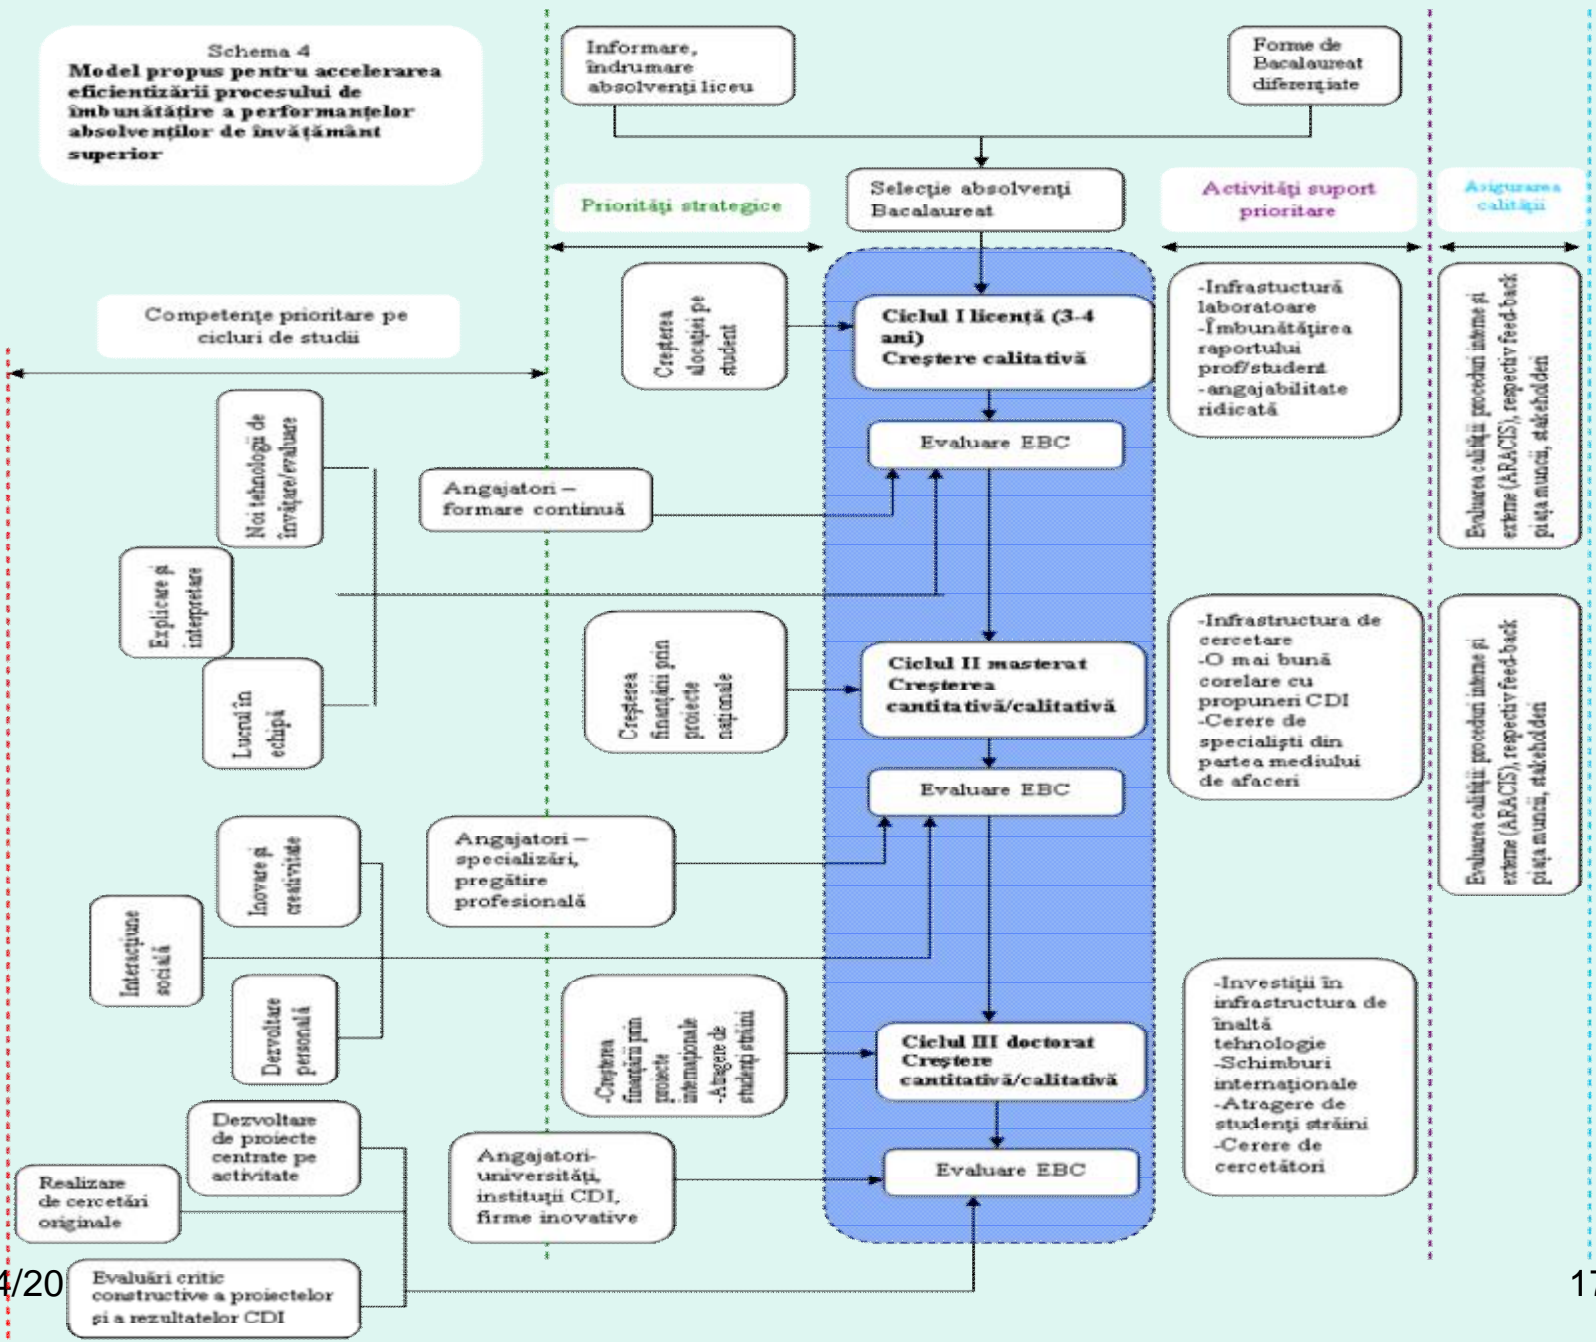 Schema 4
Model propus pentru accelerarea
eficientizării procesului de
îmbunătățire a performanțelor
absolvenților de învățământ
superior
Informare,
îndrumare
absolvenți liceu
Forme de
Bacalaureat
diferențiate
Selecție absolvenți
Bacalaureat
Priorități strategice
Activități suport
prioritare
Asigurarea
calității
Competențe prioritare pe
cicluri de studii
Creșterea
alocației pe
student
Ciclul I licență (3-4
ani)
Creștere calitativă
-Infrastuctură
laboratoare
-Îmbunătățirea
raportului
prof/student
-angajabilitate
ridicată
Evaluarea calității proceduri interne și
externe (ARACIS), respectiv feed-back
piața muncii, stakeholderi
Evaluare EBC
Noi tehnologii de
învățare/evaluare
Angajatori –
formare continuă
Explicare și
interpretare
Lucrul în
echipă
Creșterea
finanțării prin
proiecte
naționale
Ciclul II masterat
Creșterea
cantitativă/calitativă
-Infrastructura de
cercetare
-O mai bună
corelare cu
propuneri CDI
-Cerere de
specialiști din
partea mediului
de afaceri
Evaluarea calității proceduri interne și
externe (ARACIS), respectiv feed-back
piața muncii, stakeholderi
Evaluare EBC
Inovare și
creativitate
Angajatori –
specializări,
pregătire
profesională
Interacțiune
socială
Dezvoltare
personală
-Creșterea
finanțării prin
proiecte
internaționale
-Atragere de
studenți străini
Ciclul III doctorat
Creștere
cantitativă/calitativă
-Investiții în
infrastructura de
înaltă
tehnologie
-Schimburi
internaționale
-Atragere de
studenți străini
-Cerere de
cercetători
Dezvoltare
de proiecte
centrate pe
activitate
Angajatori-
universități,
instituții CDI,
firme inovative
Evaluare EBC
Realizare
de cercetări
originale
Evaluări critic
constructive a proiectelor
și a rezultatelor CDI
4/20
17